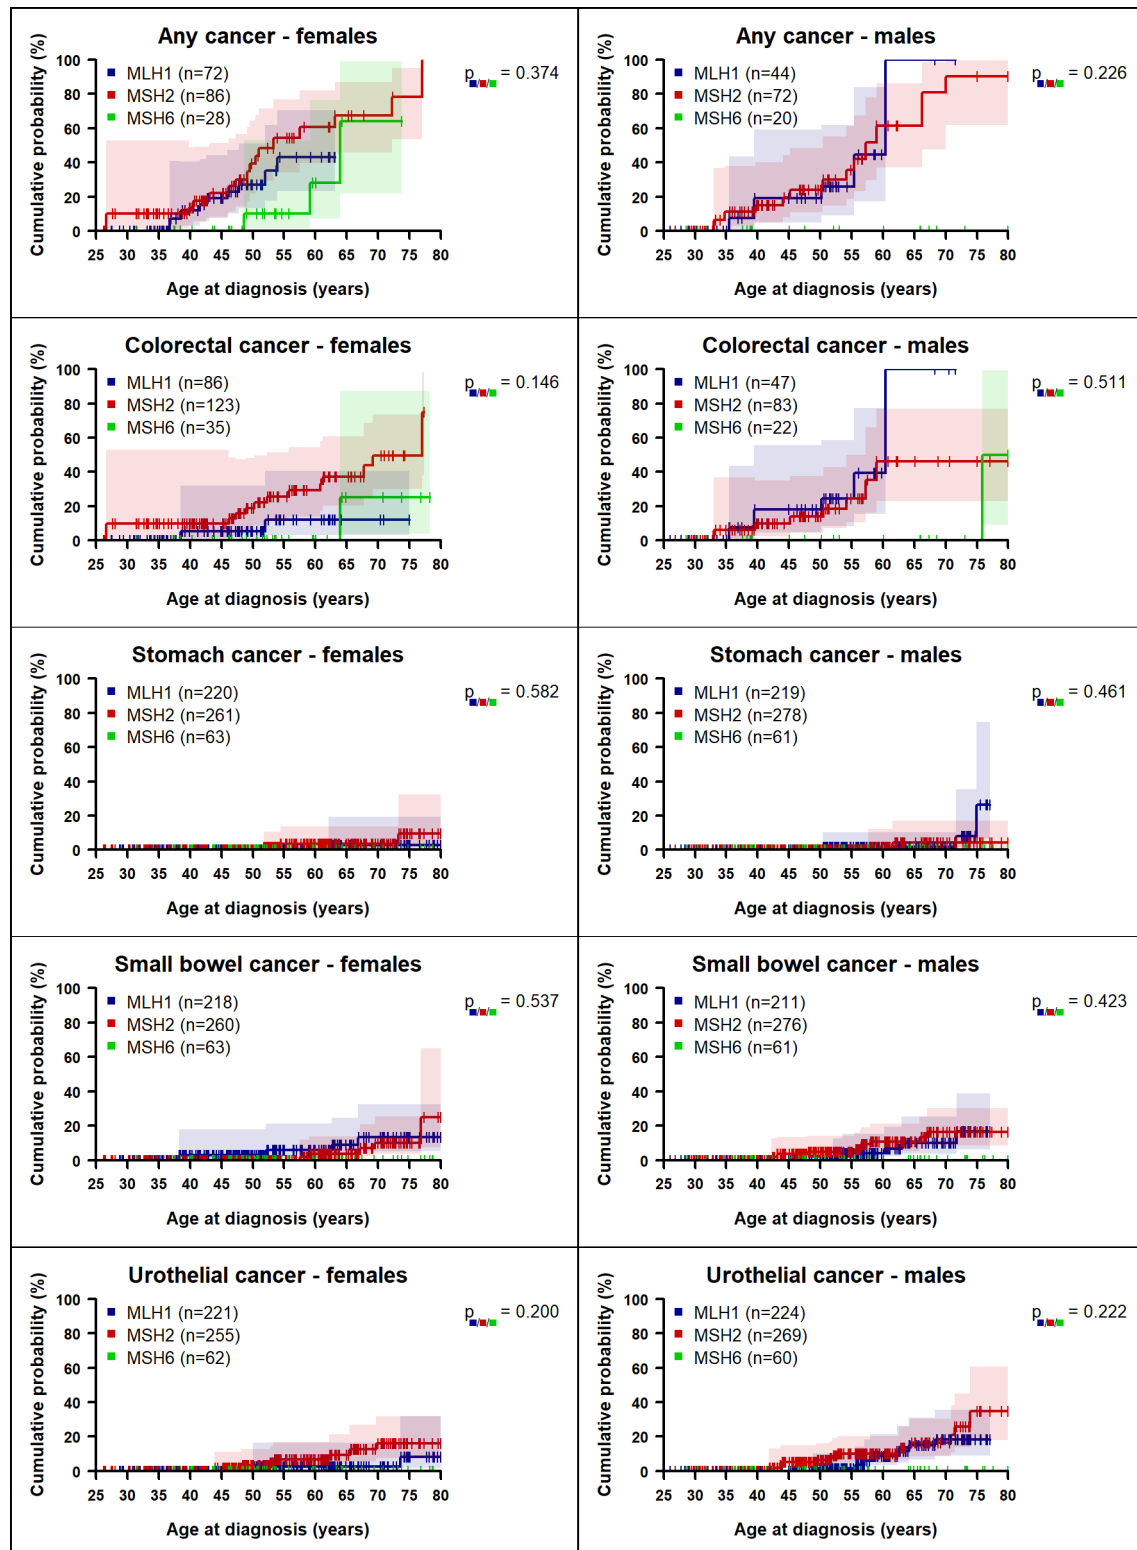 Any cancer - females
Cumulative probability (%)
MLH1 (n=72)
MSH2 (n=86)
MSH6 (n=28)
p // = 0.374
100
80
60
40
20
0
25 30 35 40 45 50 55 60 65 70 75 80
Age at diagnosis (years)
Any cancer - males
Cumulative probability (%)
MLH1 (n=44)
MSH2 (n=72)
MSH6 (n=20)
p // = 0.226
100
80
60
40
20
0
25 30 35 40 45 50 55 60 65 70 75 80
Age at diagnosis (years)
Colorectal cancer - females
Cumulative probability (%)
MLH1 (n=86)
MSH2 (n=123)
MSH6 (n=35)
p // = 0.146
100
80
60
40
20
0
25 30 35 40 45 50 55 60 65 70 75 80
Age at diagnosis (years)
Colorectal cancer - males
Cumulative probability (%)
MLH1 (n=47)
MSH2 (n=83)
MSH6 (n=22)
p // = 0.511
100
80
60
40
20
0
25 30 35 40 45 50 55 60 65 70 75 80
Age at diagnosis (years)
Stomach cancer - females
Cumulative probability (%)
MLH1 (n=220)
MSH2 (n=261)
MSH6 (n=63)
p // = 0.582
100
80
60
40
20
0
25 30 35 40 45 50 55 60 65 70 75 80
Age at diagnosis (years)
Stomach cancer - males
Cumulative probability (%)
MLH1 (n=219)
MSH2 (n=278)
MSH6 (n=61)
p // = 0.461
100
80
60
40
20
0
25 30 35 40 45 50 55 60 65 70 75 80
Age at diagnosis (years)
Small bowel cancer - females
Cumulative probability (%)
MLH1 (n=218)
MSH2 (n=260)
MSH6 (n=63)
p // = 0.537
100
80
60
40
20
0
25 30 35 40 45 50 55 60 65 70 75 80
Age at diagnosis (years)
Small bowel cancer - males
Cumulative probability (%)
MLH1 (n=211)
MSH2 (n=276)
MSH6 (n=61)
p // = 0.423
100
80
60
40
20
0
25 30 35 40 45 50 55 60 65 70 75 80
Age at diagnosis (years)
Urothelial cancer - females
Cumulative probability (%)
MLH1 (n=221)
MSH2 (n=255)
MSH6 (n=62)
p // = 0.200
100
80
60
40
20
0
25 30 35 40 45 50 55 60 65 70 75 80
Age at diagnosis (years)
Urothelial cancer - males
Cumulative probability (%)
MLH1 (n=224)
MSH2 (n=269)
MSH6 (n=60)
p // = 0.222
100
80
60
40
20
0
25 30 35 40 45 50 55 60 65 70 75 80
Age at diagnosis (years)